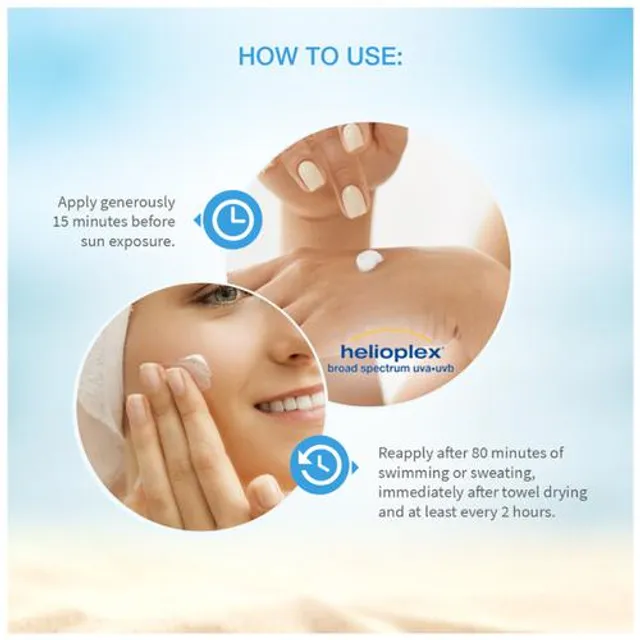 HOW TO USE:
Apply generously
15 minutes before
sun exposure.
helioplex
broad spectrum uva•uvb
Reapply after 80 minutes of
swimming or sweating,
immediately after towel drying
and at least every 2 hours.